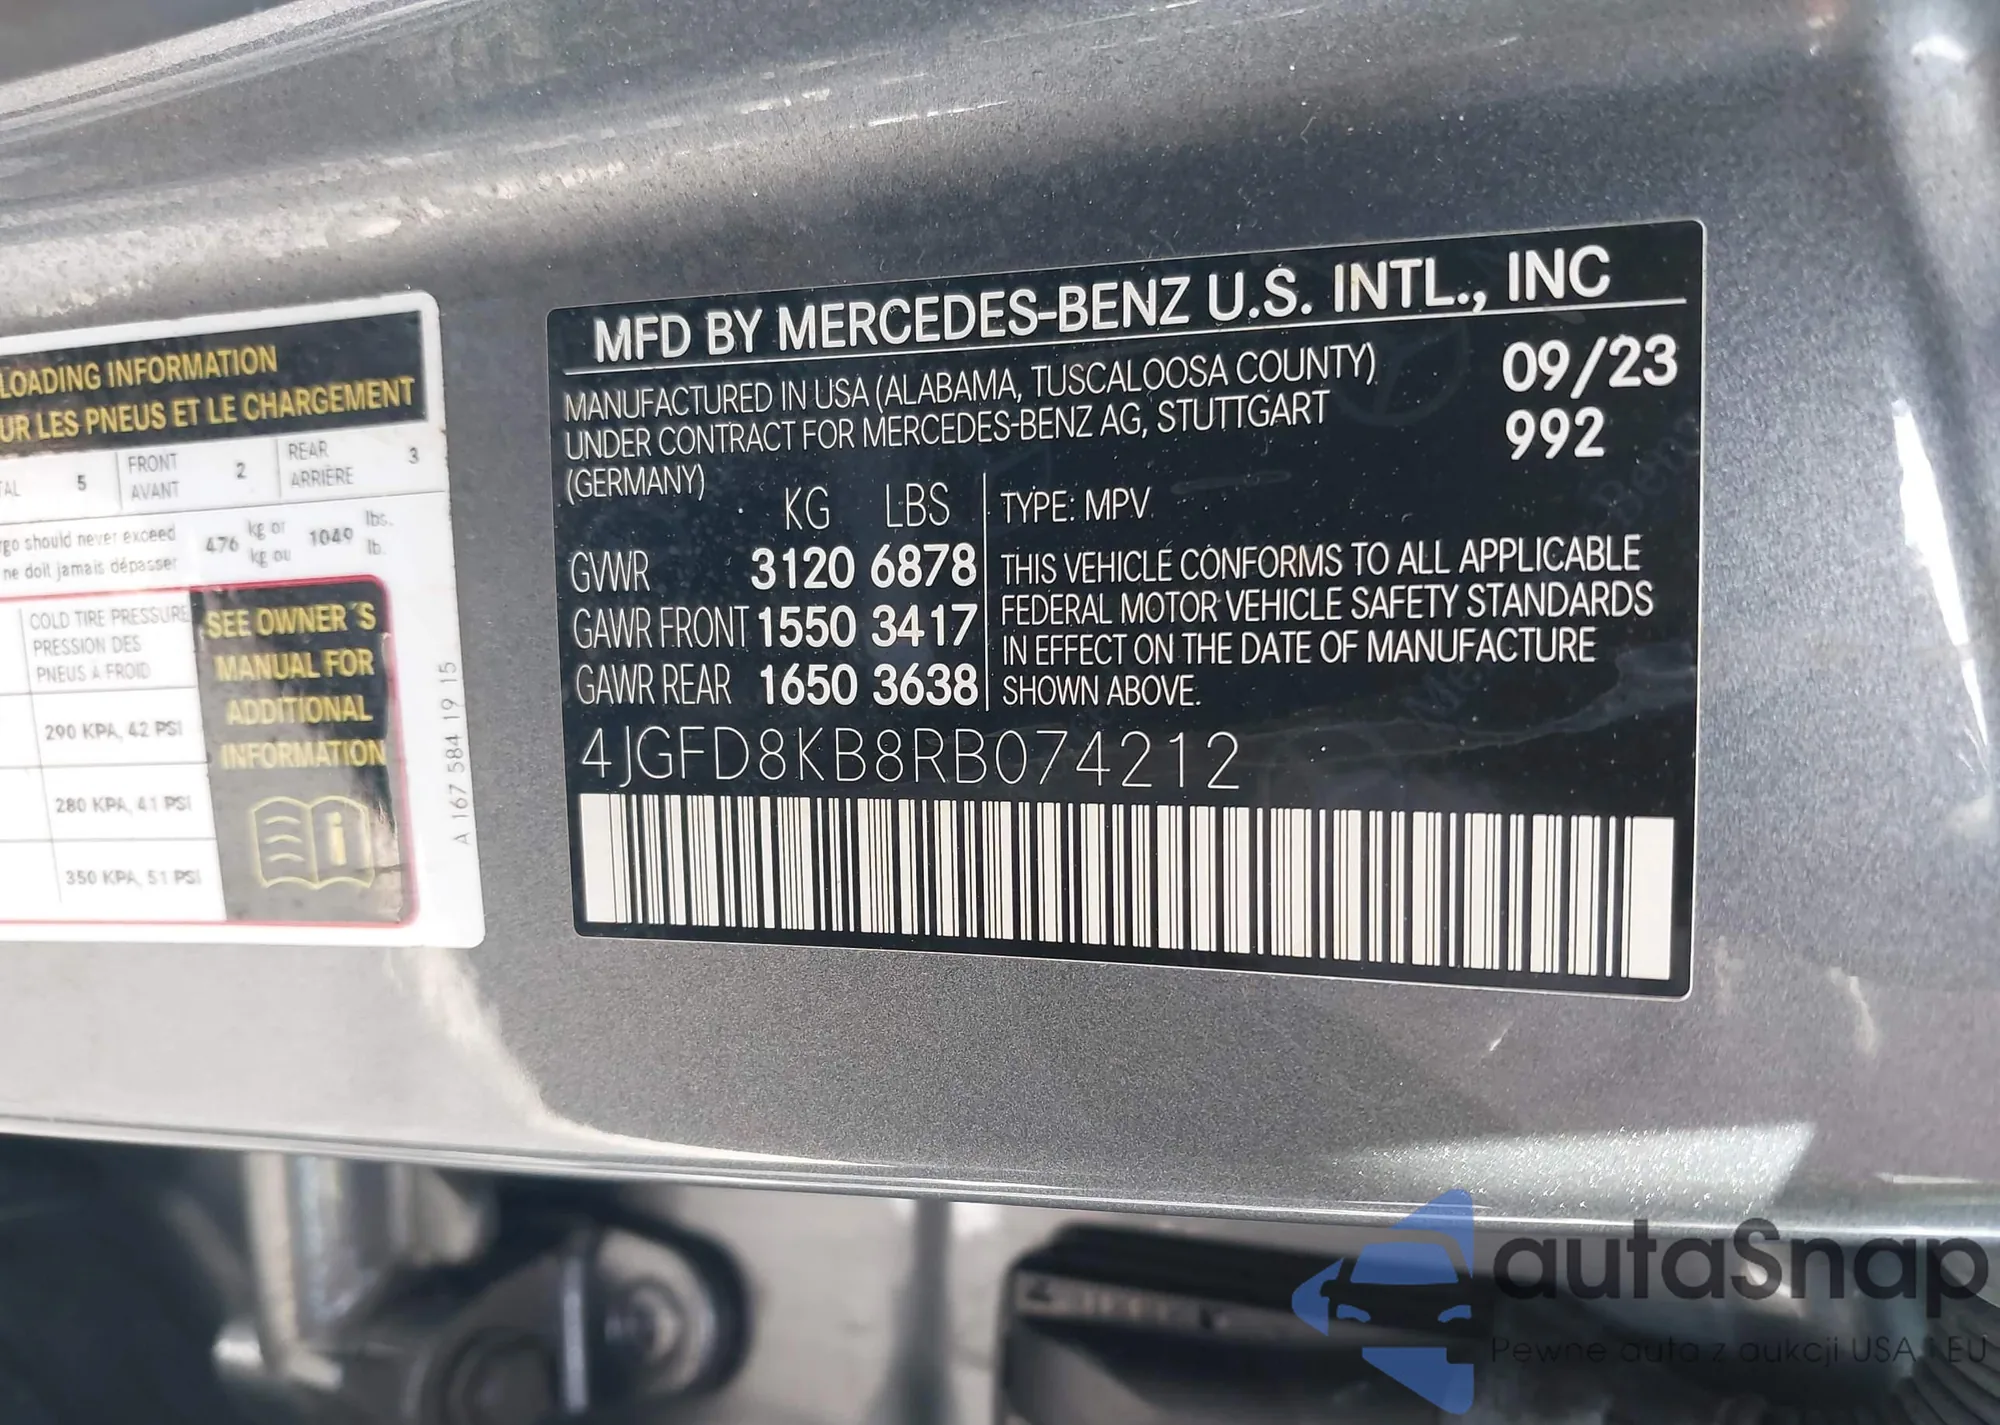 LOADING INFORMATION
UR LES PNEUS ET LE CHARGEMENT
TAL 5 FRONT AVANT 2 REAR ARRIÈRE 3
rgo should never exceed 476 kg or 1049 lbs.
ne doit jamais dépasser kg ou lb.
COLD TIRE PRESSURE
PRESSION DES
PNEUS A FROID
290 KPA, 42 PSI
280 KPA, 41 PSI
350 KPA, 51 PSI
SEE OWNER´S
MANUAL FOR
ADDITIONAL
INFORMATION
A 167 584 19 15
MFD BY MERCEDES-BENZ U.S. INTL., INC
MANUFACTURED IN USA (ALABAMA, TUSCALOOSA COUNTY)
UNDER CONTRACT FOR MERCEDES-BENZ AG, STUTTGART
(GERMANY)
09/23
992
KG LBS
GVWR 3120 6878
GAWR FRONT 1550 3417
GAWR REAR 1650 3638
TYPE: MPV
THIS VEHICLE CONFORMS TO ALL APPLICABLE
FEDERAL MOTOR VEHICLE SAFETY STANDARDS
IN EFFECT ON THE DATE OF MANUFACTURE
SHOWN ABOVE.
4JGFD8KB8RB074212
autaSnap
Pewne auta z aukcji USA i EU